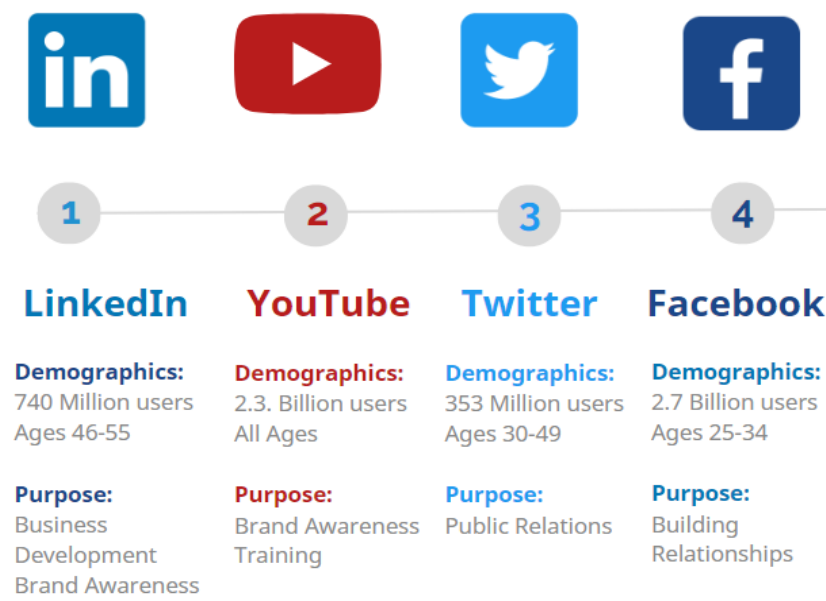 in
f
1
2
3
4
LinkedIn
YouTube
Twitter
Facebook
Demographics:
740 Million users
Ages 46-55
Purpose:
Business
Development
Brand Awareness
Demographics:
2.3. Billion users
All Ages
Purpose:
Brand Awareness
Training
Demographics:
353 Million users
Ages 30-49
Purpose:
Public Relations
Demographics:
2.7 Billion users
Ages 25-34
Purpose:
Building
Relationships